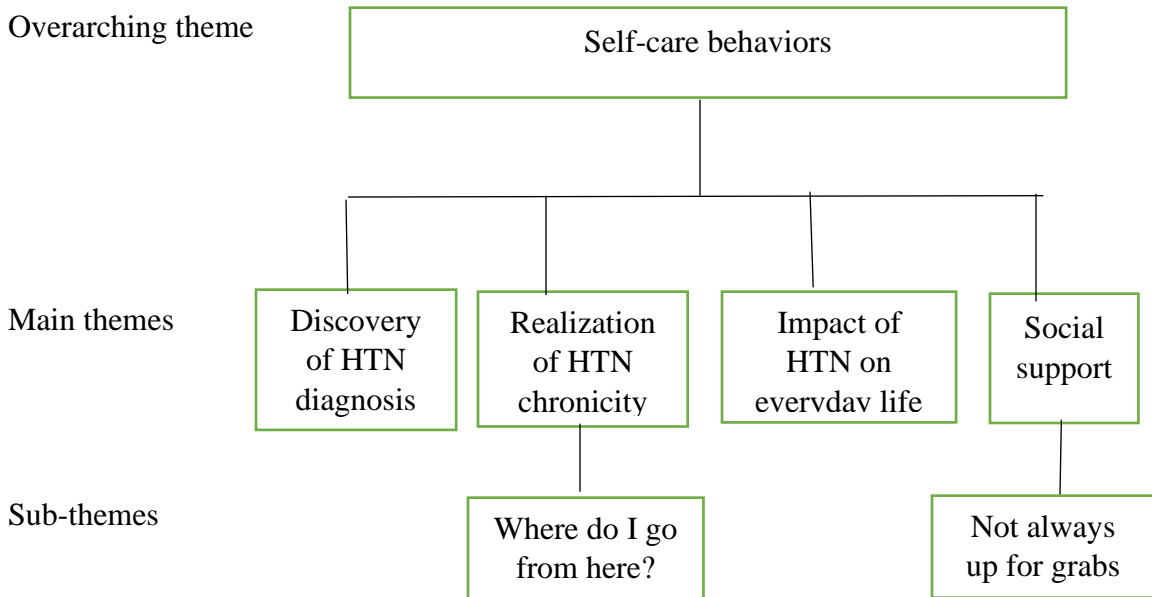 Overarching theme
Self-care behaviors
Main themes
Discovery
of HTN
diagnosis
Realization
of HTN
chronicity
Impact of
HTN on
everyday life
Social
support
Sub-themes
Where do I go
from here?
Not always
up for grabs